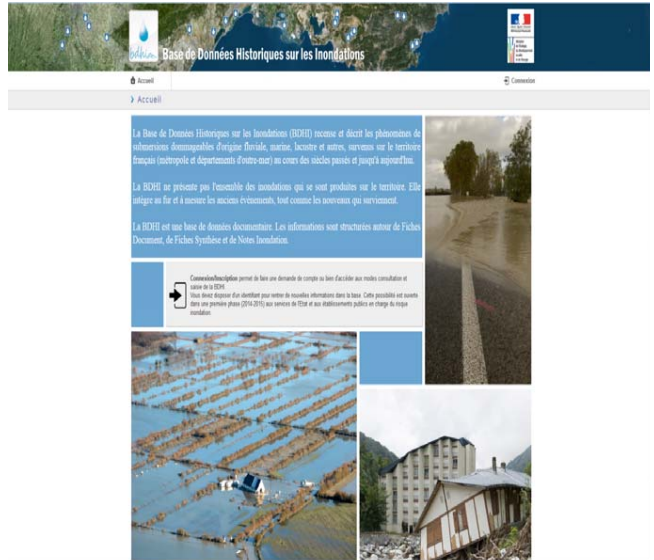 bdhi
Base de Données Historiques sur les Inondations
Accueil
Connexion
Accueil
La Base de Données Historiques sur les Inondations (BDHI) recense et décrit les phénomènes de
submersions dommageables d'origine fluviale, marine, lacustre et autres, survenus sur le territoire
français (métropole et départements d'outre-mer) au cours des siècles passés et jusqu'à aujourd'hui.
La BDHI ne présente pas l'ensemble des inondations qui se sont produites sur le territoire. Elle
intègre au fur et à mesure les anciens événements, tout comme les nouveaux qui surviennent.
La BDHI est une base de données documentaire. Les informations sont structurées autour de Fiches
Document, de Fiches Synthèse et de Notes Inondation.
Connexion/Inscription permet de faire une demande de compte ou bien d'accéder aux modes consultation et
saisie de la BDHI.
Vous devez disposer d'un identifiant pour rentrer de nouvelles informations dans la base. Cette possibilité est ouverte
dans une première phase (2014-2015) aux services de l'Etat et aux établissements publics en charge du risque
inondation.